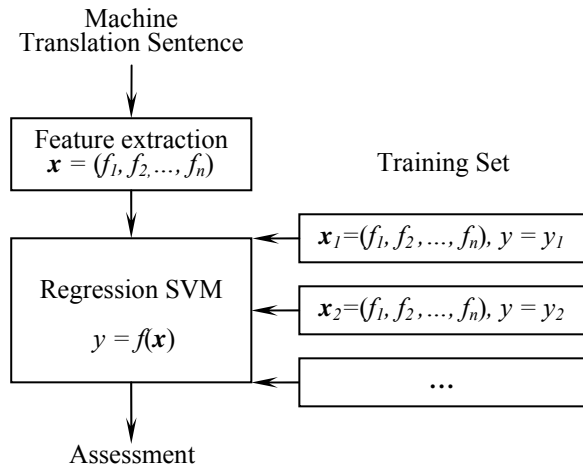 Machine
Translation Sentence
Feature extraction
x = (f1, f2,..., fn)
Training Set
x1=(f1, f2,..., fn), y = y1
Regression SVM
y = f(x)
x2=(f1, f2,..., fn), y = y2
...
Assessment